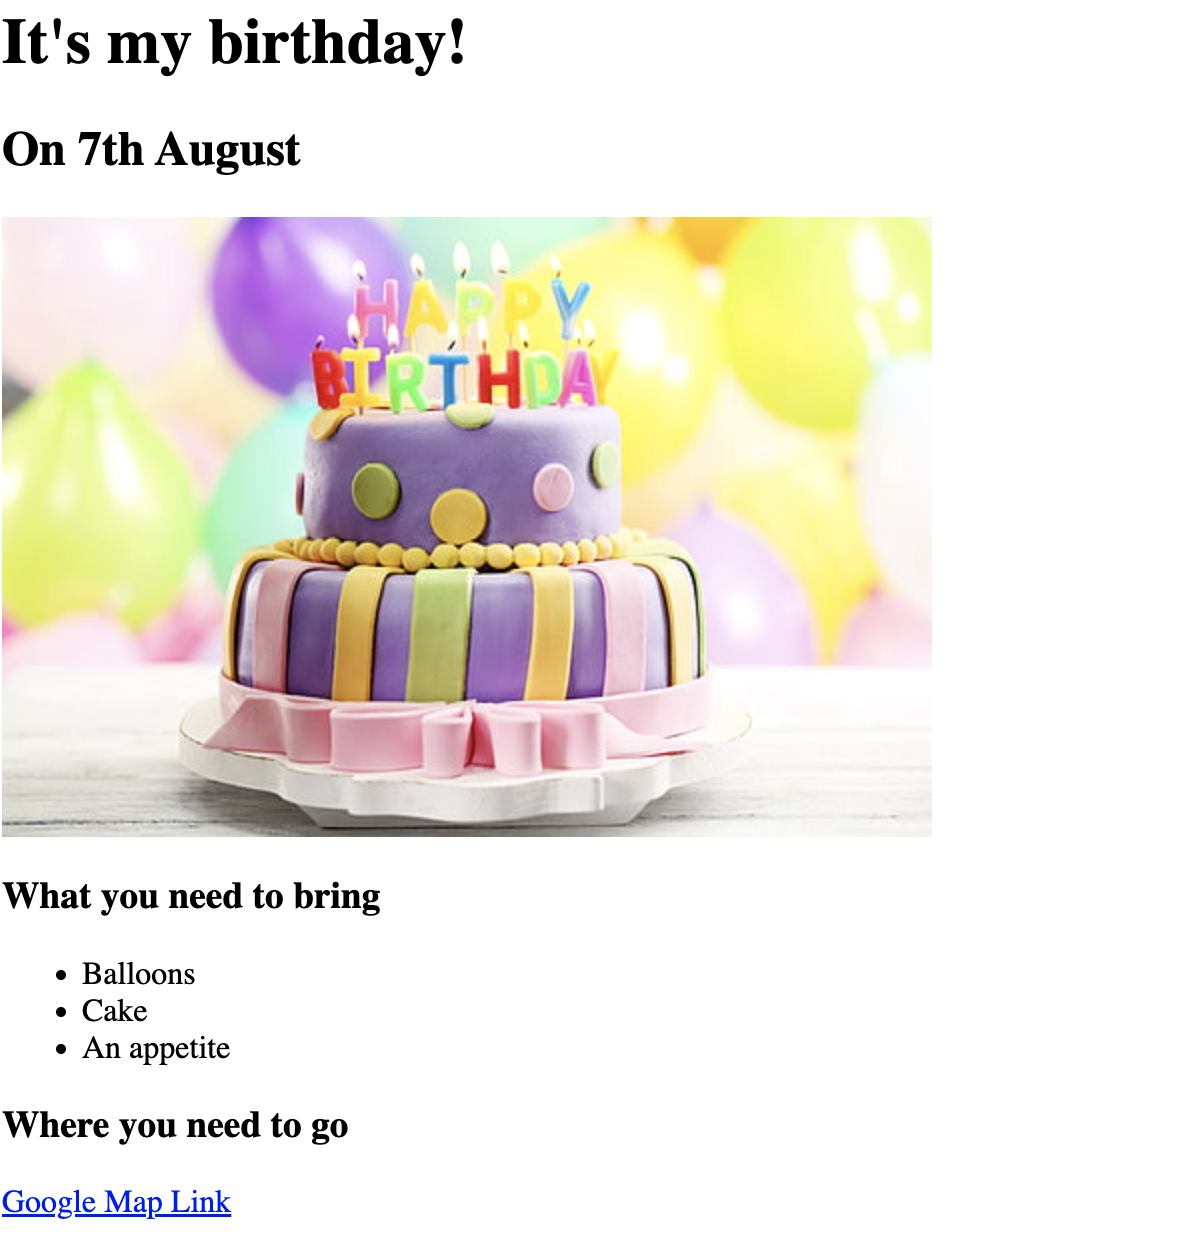 It's my birthday!
On 7th August
HAPPY
BIRTHDAY
What you need to bring
Balloons
Cake
An appetite
Where you need to go
Google Map Link